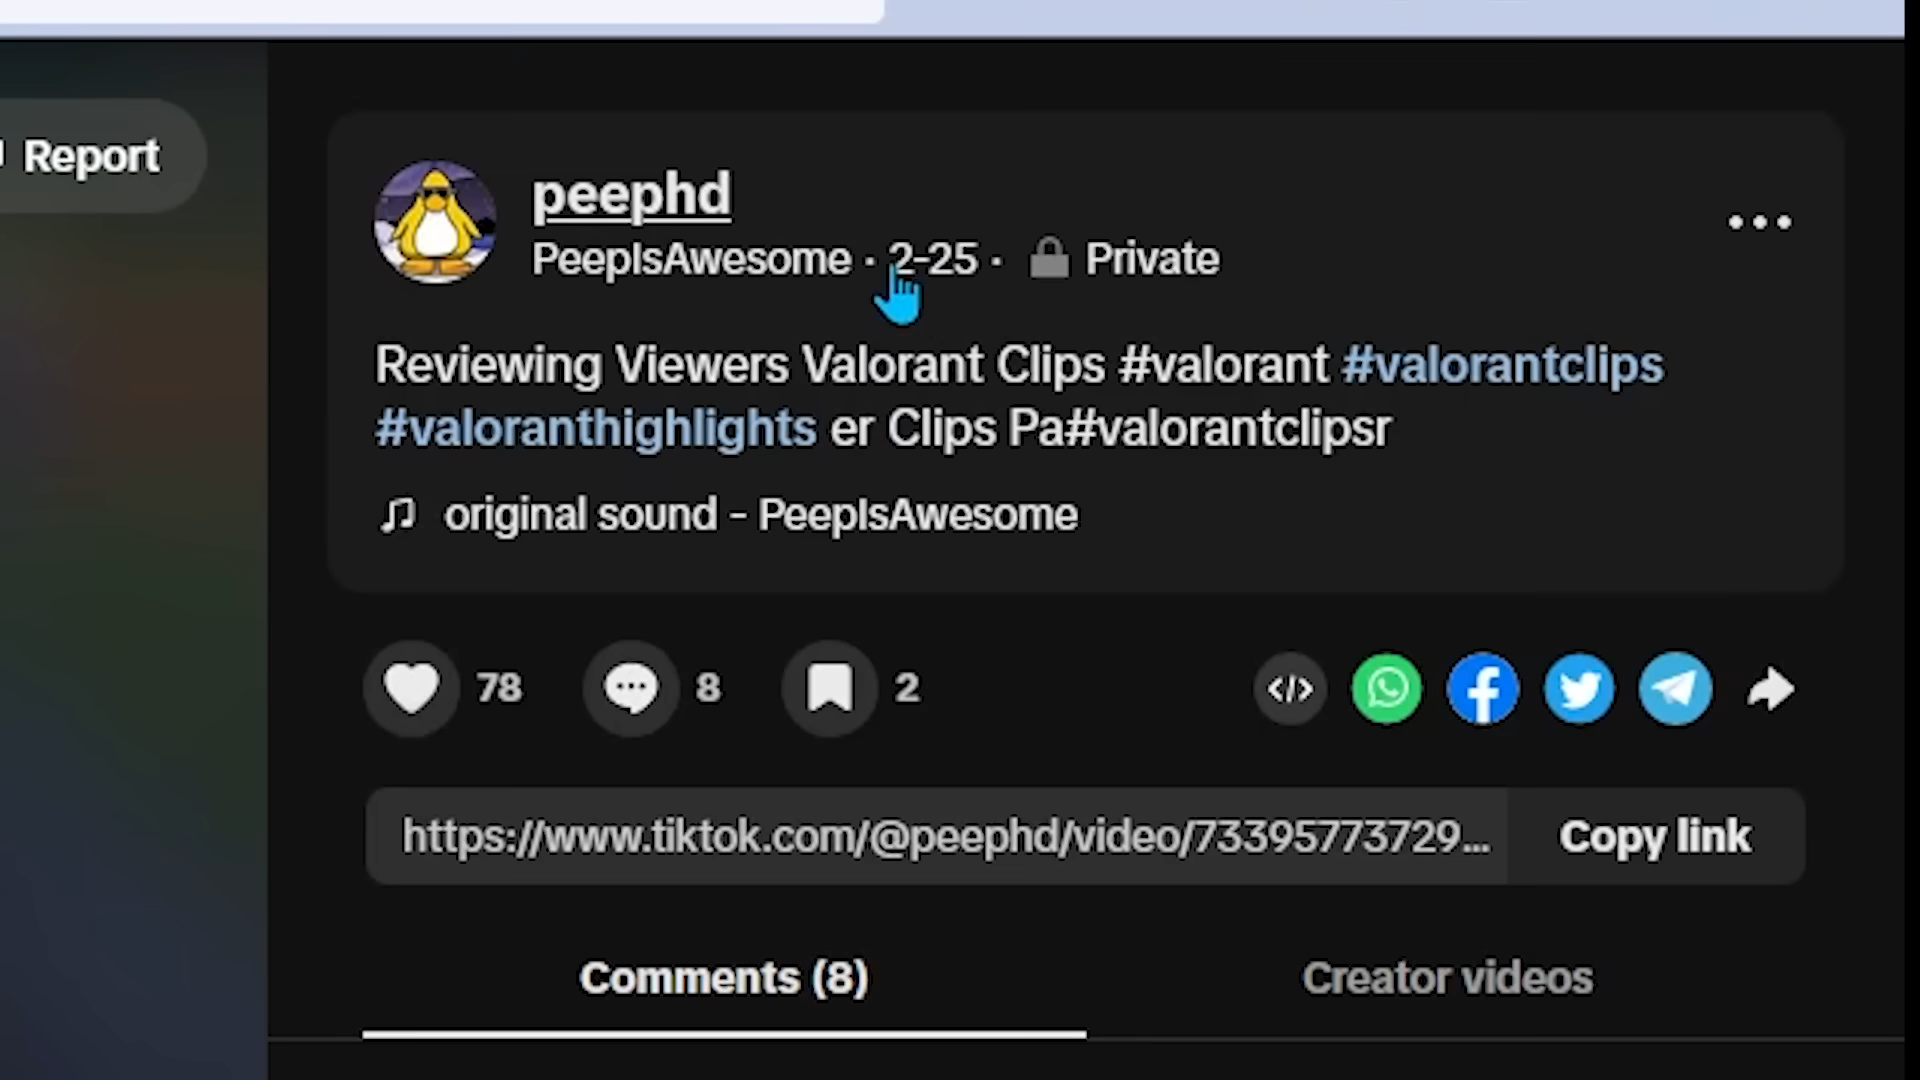 Report
peephd
PeepIsAwesome · 2-25 · Private
Reviewing Viewers Valorant Clips #valorant #valorantclips
#valoranthighlights er Clips Pa#valorantclipsr
original sound - PeepIsAwesome
78 8 2
https://www.tiktok.com/@peephd/video/73395773729... Copy link
Comments (8) Creator videos